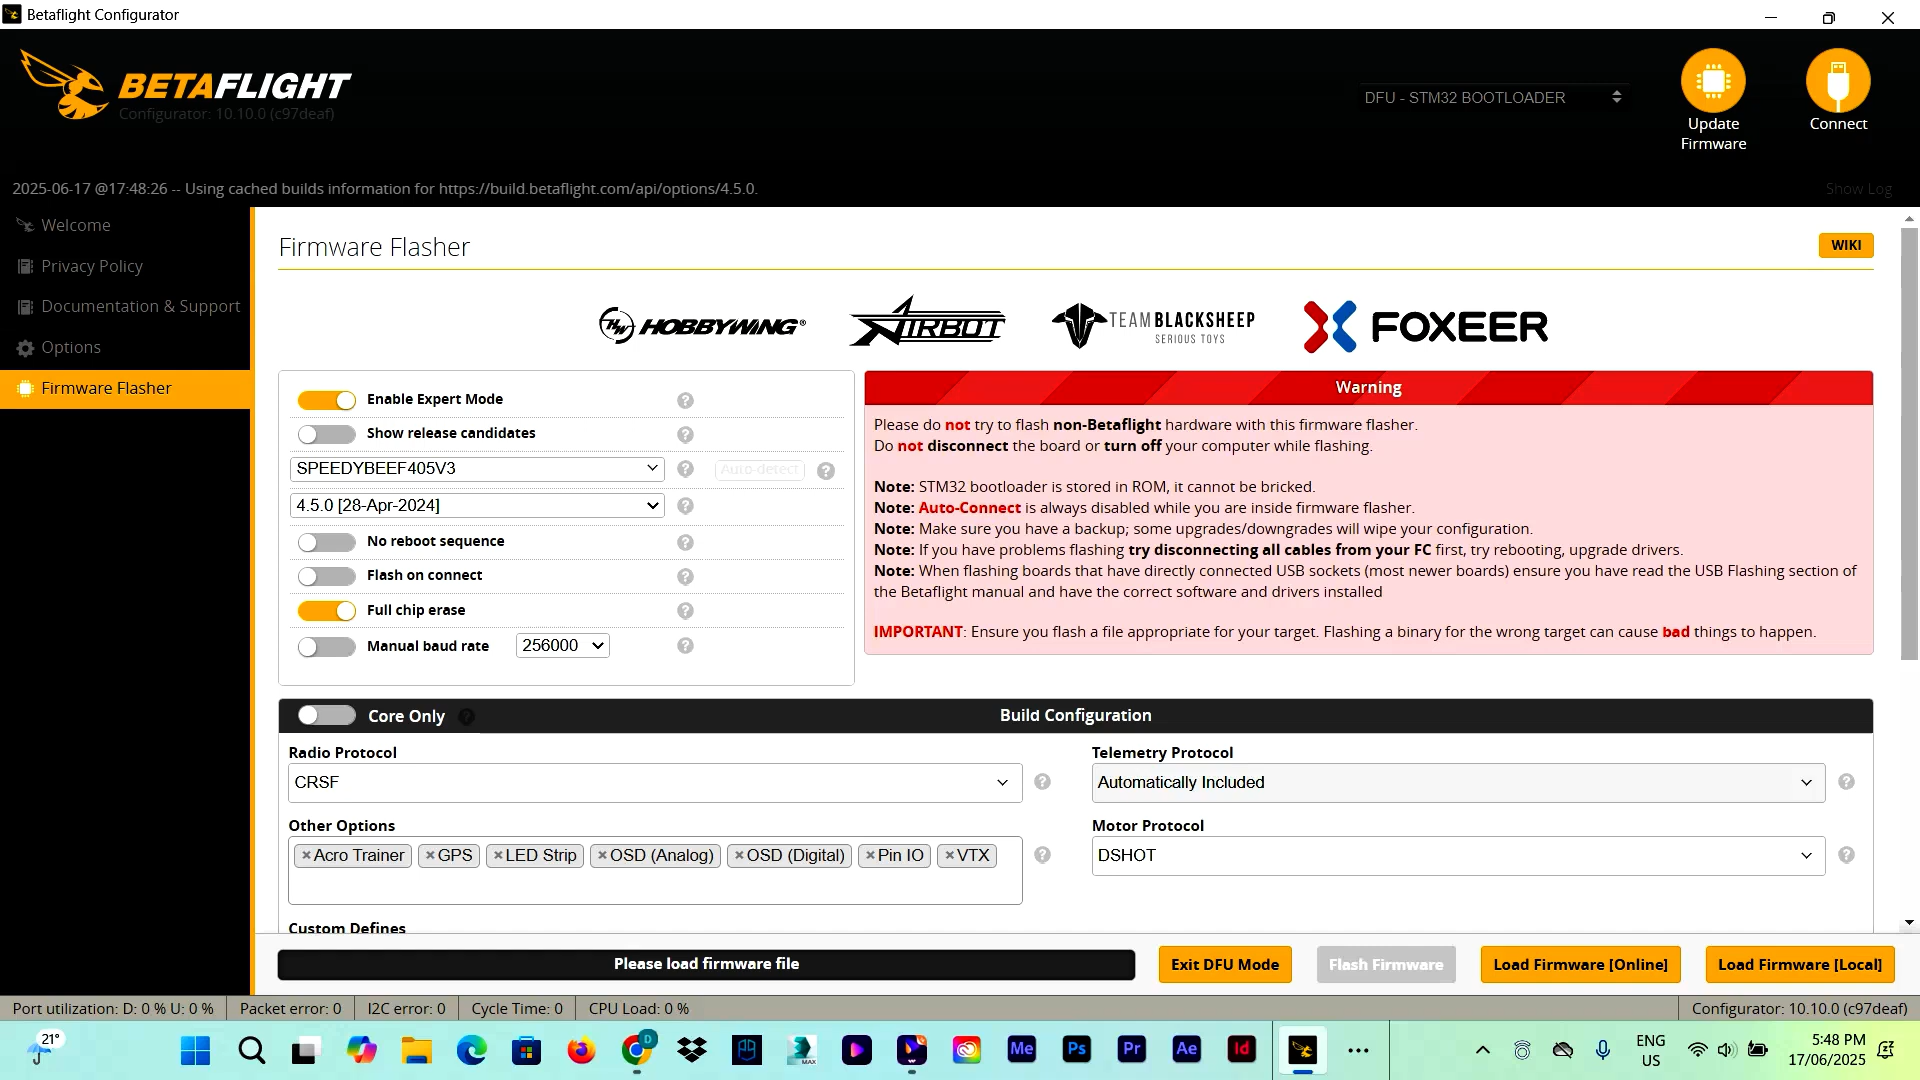 Betaflight Configurator
BETAFLIGHT
Configurator: 10.10.0 (c97deaf)
DFU - STM32 BOOTLOADER
Update
Firmware
Connect
2025-06-17 @17:48:26 -- Using cached builds information for https://build.betaflight.com/api/options/4.5.0.
Show Log
Welcome
Privacy Policy
Documentation & Support
Options
Firmware Flasher
Firmware Flasher
WIKI
HW HOBBYWING®
AIRBOT
TEAM BLACKSHEEP
SERIOUS TOYS
FOXEER
Enable Expert Mode
Show release candidates
SPEEDYBEEF405V3
Auto-detect
4.5.0 [28-Apr-2024]
No reboot sequence
Flash on connect
Full chip erase
Manual baud rate 256000
Warning
Please do not try to flash non-Betaflight hardware with this firmware flasher.
Do not disconnect the board or turn off your computer while flashing.
Note: STM32 bootloader is stored in ROM, it cannot be bricked.
Note: Auto-Connect is always disabled while you are inside firmware flasher.
Note: Make sure you have a backup; some upgrades/downgrades will wipe your configuration.
Note: If you have problems flashing try disconnecting all cables from your FC first, try rebooting, upgrade drivers.
Note: When flashing boards that have directly connected USB sockets (most newer boards) ensure you have read the USB Flashing section of
the Betaflight manual and have the correct software and drivers installed
IMPORTANT: Ensure you flash a file appropriate for your target. Flashing a binary for the wrong target can cause bad things to happen.
Core Only
Build Configuration
Radio Protocol
CRSF
Telemetry Protocol
Automatically Included
Other Options
×Acro Trainer ×GPS ×LED Strip ×OSD (Analog) ×OSD (Digital) ×Pin IO ×VTX
Motor Protocol
DSHOT
Custom Defines
Please load firmware file
Exit DFU Mode
Flash Firmware
Load Firmware [Online]
Load Firmware [Local]
Port utilization: D: 0 % U: 0 %
Packet error: 0
I2C error: 0
Cycle Time: 0
CPU Load: 0 %
Configurator: 10.10.0 (c97deaf)
21°
D
MAX
Me
Ps
Pr
Ae
Id
ENG
US
5:48 PM
17/06/2025